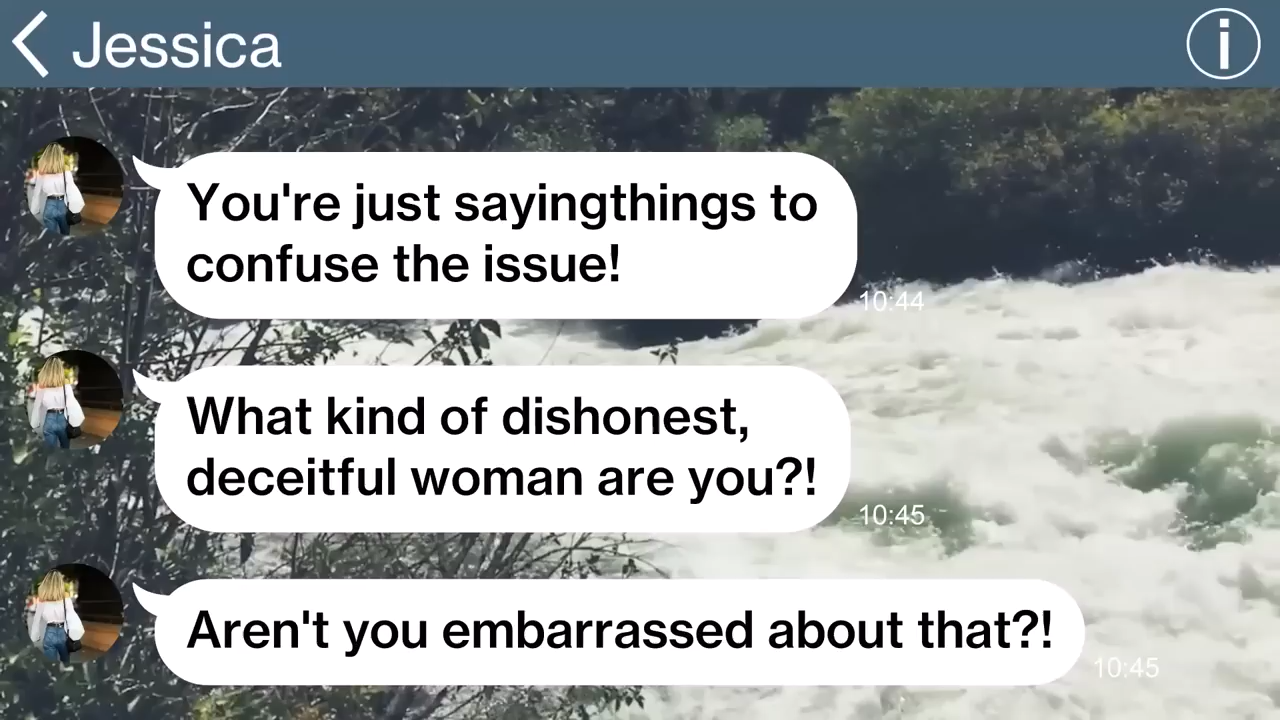 Jessica
i
You're just sayingthings to
confuse the issue!
10:44
What kind of dishonest,
deceitful woman are you?!
10:45
Aren't you embarrassed about that?!
10:45